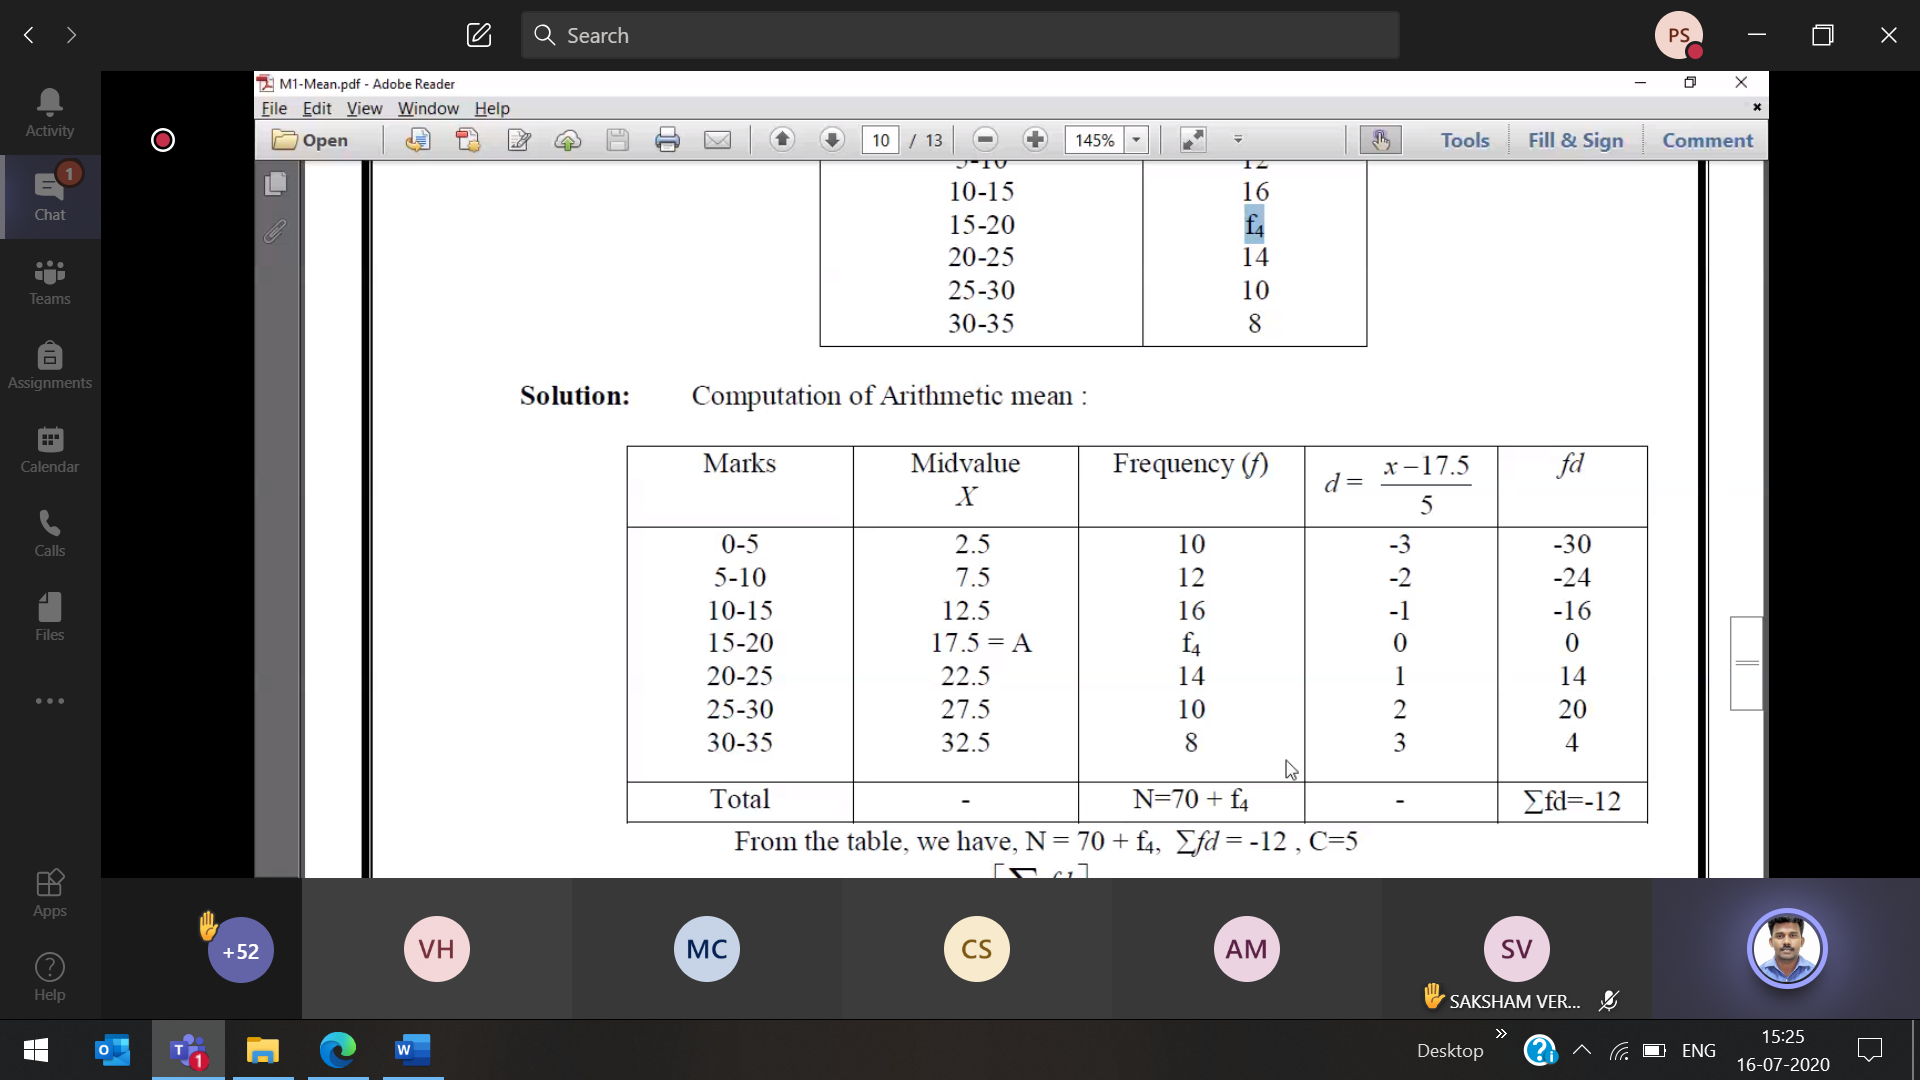 Search
PS
M1-Mean.pdf - Adobe Reader
File Edit View Window Help
Open 10 / 13 145% Tools Fill & Sign Comment
Activity
1
Chat
Teams
Assignments
Calendar
Calls
Files
Apps
Help
5-10 12
10-15 16
15-20 f4
20-25 14
25-30 10
30-35 8
Solution: Computation of Arithmetic mean :
Marks Midvalue X Frequency (f) d = x – 17.5 / 5 fd
0-5 2.5 10 -3 -30
5-10 7.5 12 -2 -24
10-15 12.5 16 -1 -16
15-20 17.5 = A f4 0 0
20-25 22.5 14 1 14
25-30 27.5 10 2 20
30-35 32.5 8 3 4
Total - N=70 + f4 - ∑fd=-12
From the table, we have, N = 70 + f4, ∑fd = -12 , C=5
+52 VH MC CS AM SV
SAKSHAM VER...
Desktop ENG 15:25
16-07-2020